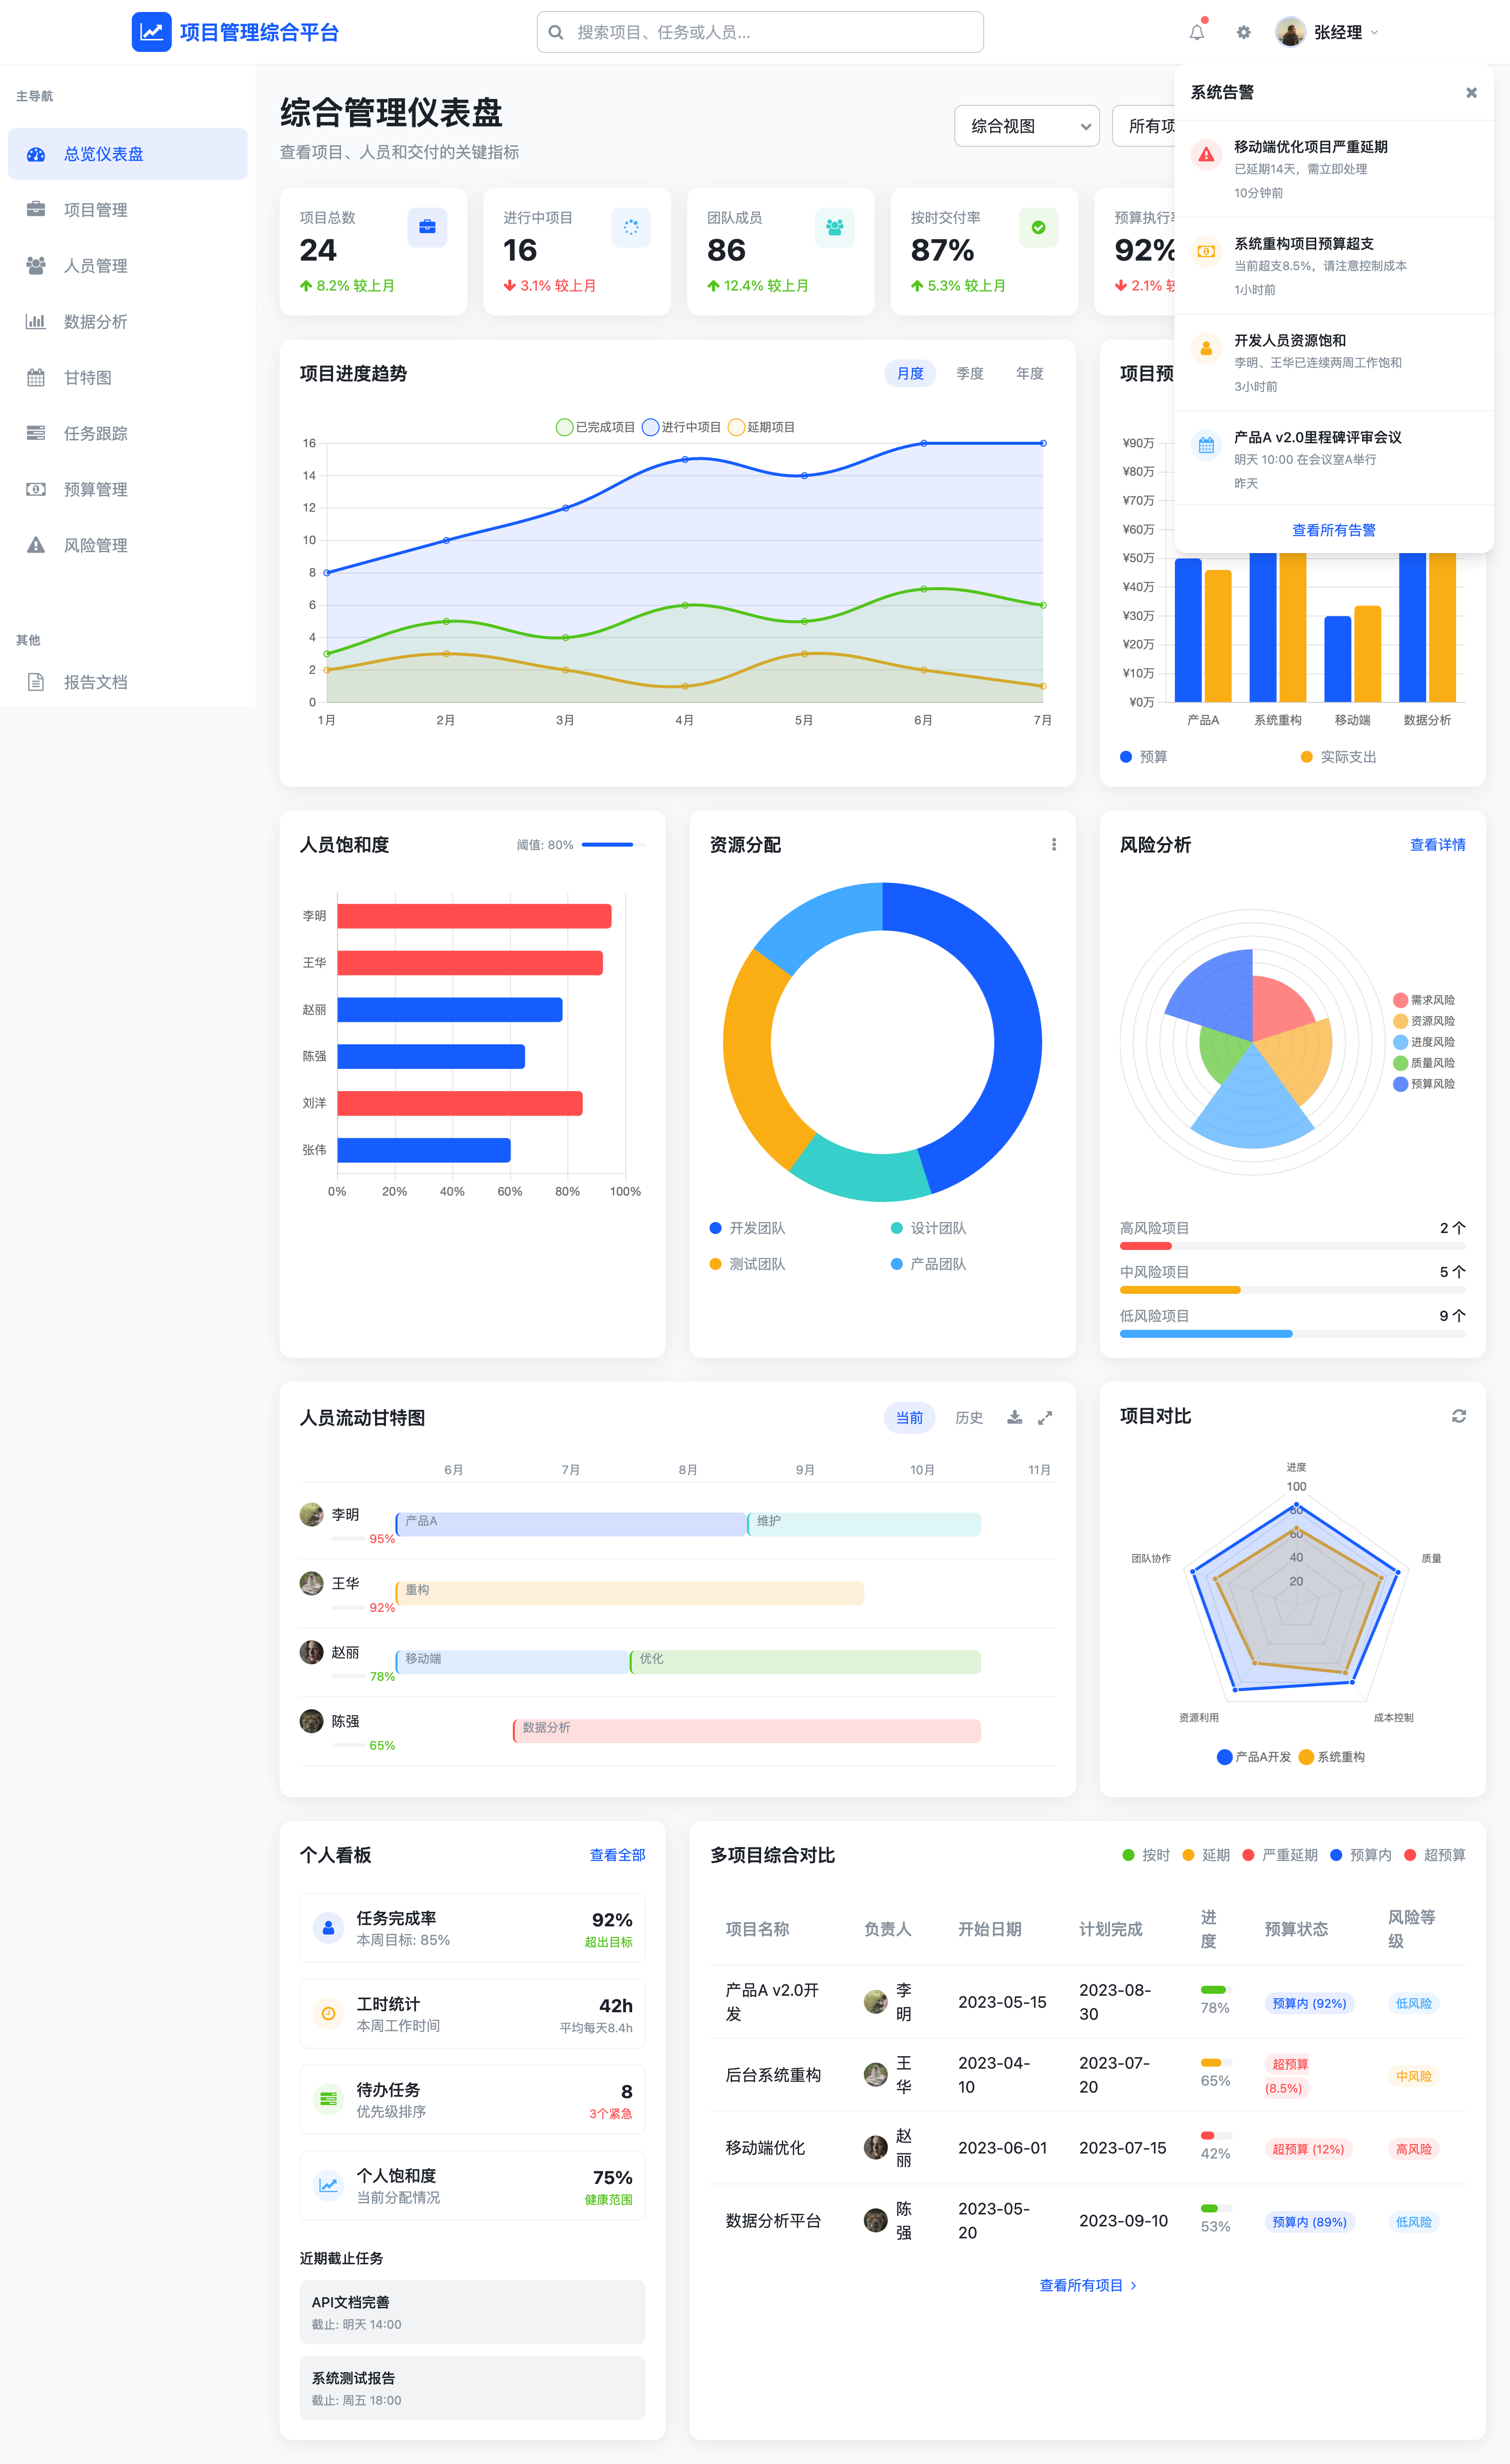 项目管理综合平台
搜索项目、任务或人员...
张经理
主导航
总览仪表盘
项目管理
人员管理
数据分析
甘特图
任务跟踪
预算管理
风险管理
其他
报告文档
综合管理仪表盘
查看项目、人员和交付的关键指标
综合视图
所有项
系统告警
移动端优化项目严重延期
已延期14天，需立即处理
10分钟前
系统重构项目预算超支
当前超支8.5%，请注意控制成本
1小时前
开发人员资源饱和
李明、王华已连续两周工作饱和
3小时前
产品A v2.0里程碑评审会议
明天 10:00 在会议室A举行
昨天
查看所有告警
项目总数
24
8.2% 较上月
进行中项目
16
3.1% 较上月
团队成员
86
12.4% 较上月
按时交付率
87%
5.3% 较上月
预算执行
92%
2.1% 较
项目进度趋势
月度 季度 年度
已完成项目 进行中项目 延期项目
16
14
12
10
8
6
4
2
0
1月 2月 3月 4月 5月 6月 7月
项目预
¥90万
¥80万
¥70万
¥60万
¥50万
¥40万
¥30万
¥20万
¥10万
¥0万
产品A 系统重构 移动端 数据分析
预算 实际支出
人员饱和度
阈值: 80%
李明
王华
赵丽
陈强
刘洋
张伟
0% 20% 40% 60% 80% 100%
资源分配
开发团队 设计团队
测试团队 产品团队
风险分析
查看详情
需求风险
资源风险
进度风险
质量风险
预算风险
高风险项目 2 个
中风险项目 5 个
低风险项目 9 个
人员流动甘特图
当前 历史
6月 7月 8月 9月 10月 11月
李明
95%
产品A 维护
王华
92%
重构
赵丽
78%
移动端 优化
陈强
65%
数据分析
项目对比
进度
100
80
60
40
20
团队协作 质量
资源利用 成本控制
产品A开发 系统重构
个人看板
查看全部
任务完成率 92%
本周目标: 85% 超出目标
工时统计 42h
本周工作时间 平均每天8.4h
待办任务 8
优先级排序 3个紧急
个人饱和度 75%
当前分配情况 健康范围
近期截止任务
API文档完善
截止: 明天 14:00
系统测试报告
截止: 周五 18:00
多项目综合对比
按时 延期 严重延期 预算内 超预算
项目名称 负责人 开始日期 计划完成 进度 预算状态 风险等级
产品A v2.0开发 李明 2023-05-15 2023-08-30 78% 预算内 (92%) 低风险
后台系统重构 王华 2023-04-10 2023-07-20 65% 超预算 (8.5%) 中风险
移动端优化 赵丽 2023-06-01 2023-07-15 42% 超预算 (12%) 高风险
数据分析平台 陈强 2023-05-20 2023-09-10 53% 预算内 (89%) 低风险
查看所有项目